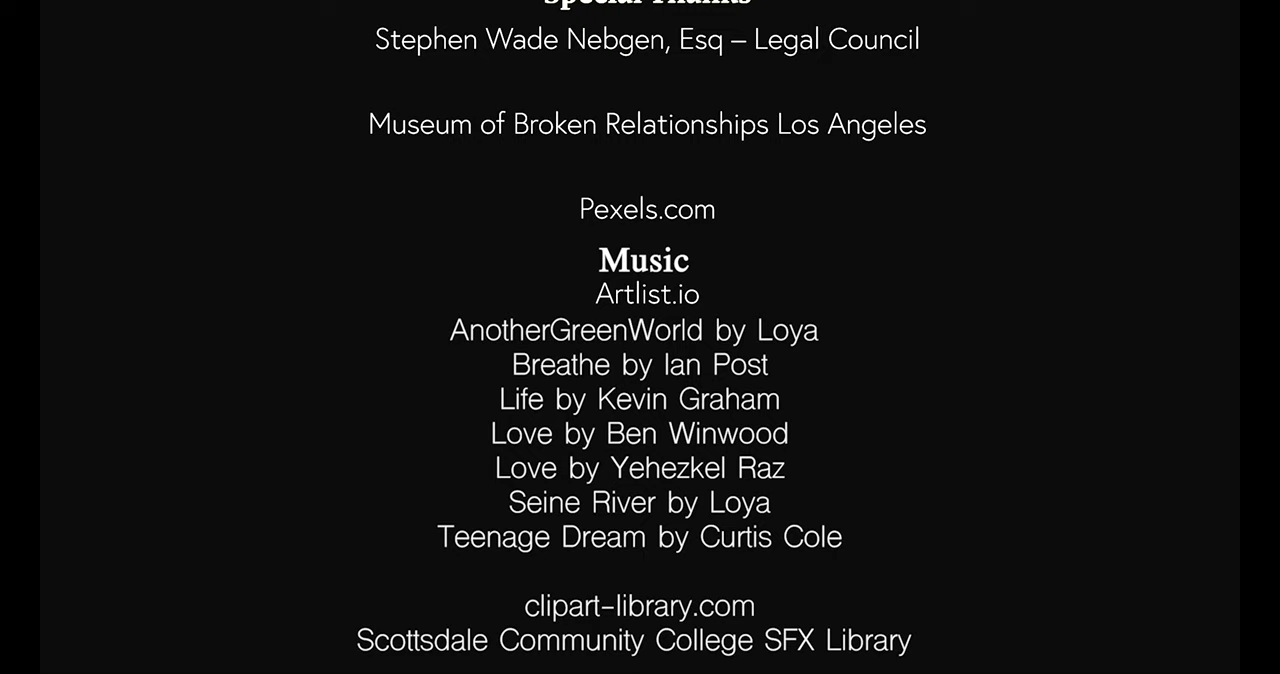 Special Thanks
Stephen Wade Nebgen, Esq – Legal Council
Museum of Broken Relationships Los Angeles
Pexels.com
Music
Artlist.io
AnotherGreenWorld by Loya
Breathe by Ian Post
Life by Kevin Graham
Love by Ben Winwood
Love by Yehezkel Raz
Seine River by Loya
Teenage Dream by Curtis Cole
clipart-library.com
Scottsdale Community College SFX Library